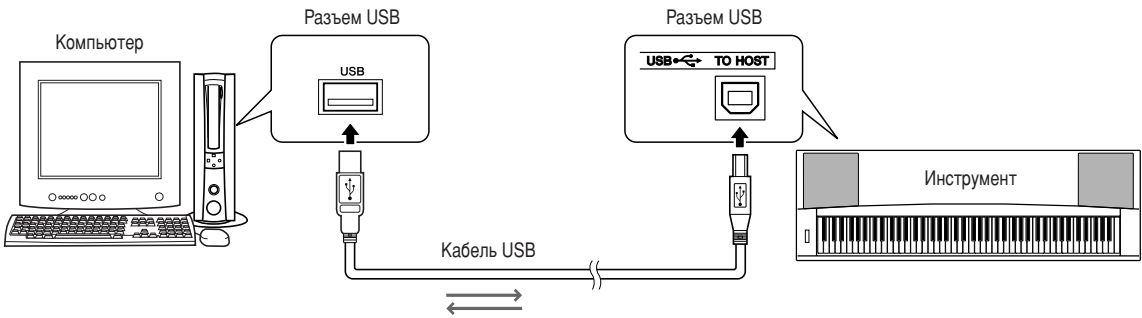 Разъем USB
Разъем USB
Компьютер
USB
USB TO HOST
Инструмент
Кабель USB